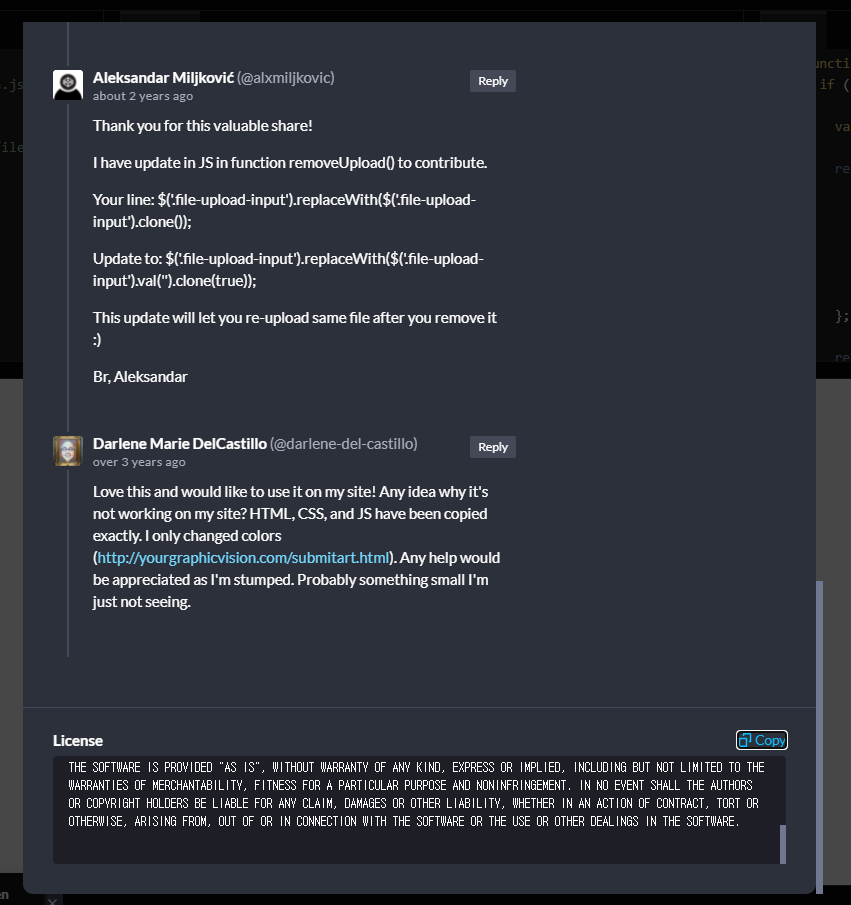 Aleksandar Miljković (@alxmiljkovic)
Reply
about 2 years ago
Thank you for this valuable share!
I have update in JS in function removeUpload() to contribute.
Your line: $('.file-upload-input').replaceWith($('.file-upload-
input').clone());
Update to: $('.file-upload-input').replaceWith($('.file-upload-
input').val('').clone(true));
This update will let you re-upload same file after you remove it
:)
Br, Aleksandar
Darlene Marie DelCastillo (@darlene-del-castillo)
Reply
over 3 years ago
Love this and would like to use it on my site! Any idea why it's
not working on my site? HTML, CSS, and JS have been copied
exactly. I only changed colors
(http://yourgraphicvision.com/submitart.html). Any help would
be appreciated as I'm stumped. Probably something small I'm
just not seeing.
License
Copy
THE SOFTWARE IS PROVIDED "AS IS", WITHOUT WARRANTY OF ANY KIND, EXPRESS OR IMPLIED, INCLUDING BUT NOT LIMITED TO THE
WARRANTIES OF MERCHANTABILITY, FITNESS FOR A PARTICULAR PURPOSE AND NONINFRINGEMENT. IN NO EVENT SHALL THE AUTHORS
OR COPYRIGHT HOLDERS BE LIABLE FOR ANY CLAIM, DAMAGES OR OTHER LIABILITY, WHETHER IN AN ACTION OF CONTRACT, TORT OR
OTHERWISE, ARISING FROM, OUT OF OR IN CONNECTION WITH THE SOFTWARE OR THE USE OR OTHER DEALINGS IN THE SOFTWARE.
.js
file
if (
va
re
};
re